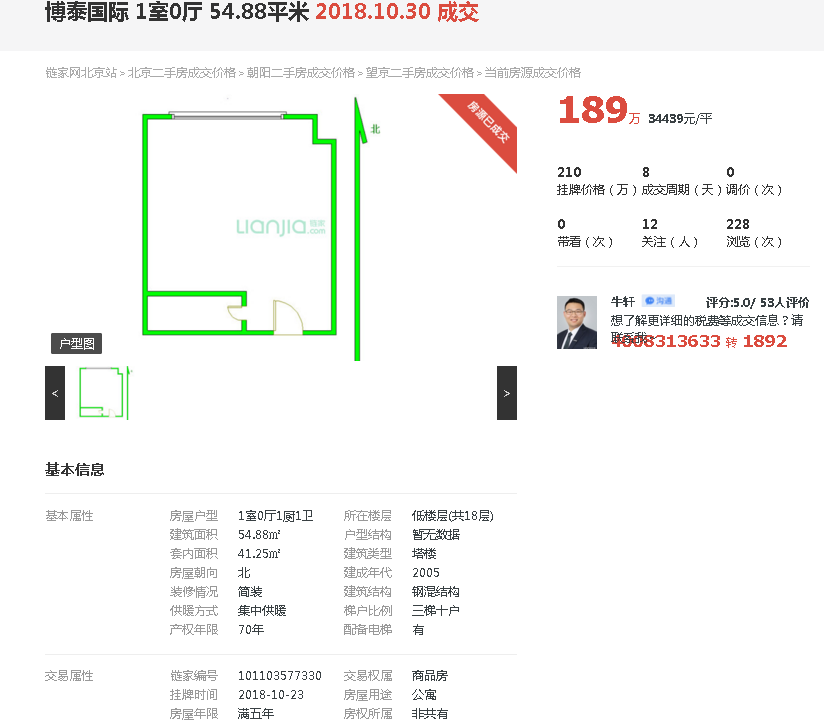 博泰国际 1室0厅 54.88平米 2018.10.30 成交
链家网北京站 > 北京二手房成交价格 > 朝阳二手房成交价格 > 望京二手房成交价格 > 当前房源成交价格
北
房源已成交
LIANJIA.链家.com
户型图
<
>
189万 34439元/平
210 8 0
挂牌价格（万） 成交周期（天） 调价（次）
0 12 228
带看（次） 关注（人） 浏览（次）
牛轩 沟通 评分:5.0/ 53人评价
想了解更详细的税费等成交信息？请
联系我:
4008313633 转 1892
基本信息
基本属性 房屋户型 1室0厅1厨1卫 所在楼层 低楼层(共18层)
建筑面积 54.88㎡ 户型结构 暂无数据
套内面积 41.25㎡ 建筑类型 塔楼
房屋朝向 北 建成年代 2005
装修情况 简装 建筑结构 钢混结构
供暖方式 集中供暖 梯户比例 三梯十户
产权年限 70年 配备电梯 有
交易属性 链家编号 101103577330 交易权属 商品房
挂牌时间 2018-10-23 房屋用途 公寓
房屋年限 满五年 房权所属 非共有